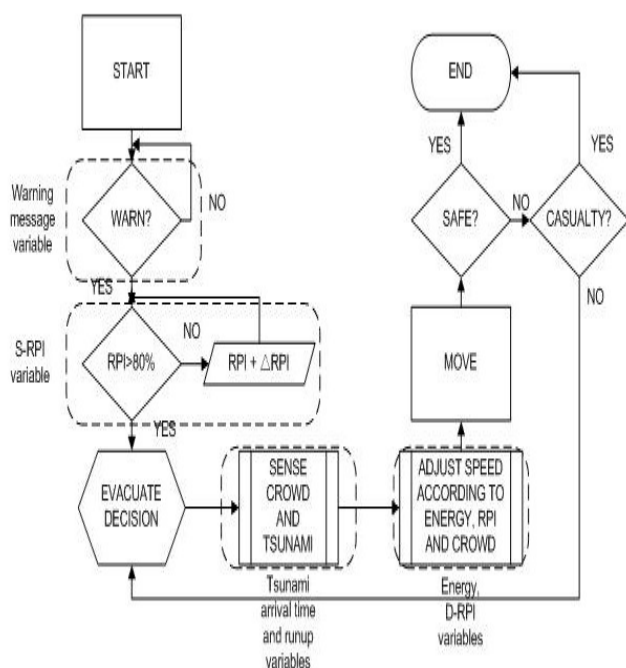 START
Warning
message
variable
WARN?
NO
YES
S-RPI
variable
RPI>80%
NO
RPI + △RPI
YES
EVACUATE
DECISION
SENSE
CROWD
AND
TSUNAMI
Tsunami
arrival time
and runup
variables
ADJUST SPEED
ACCORDING TO
ENERGY, RPI
AND CROWD
Energy,
D-RPI
variables
MOVE
SAFE?
YES
NO
CASUALTY?
YES
NO
END